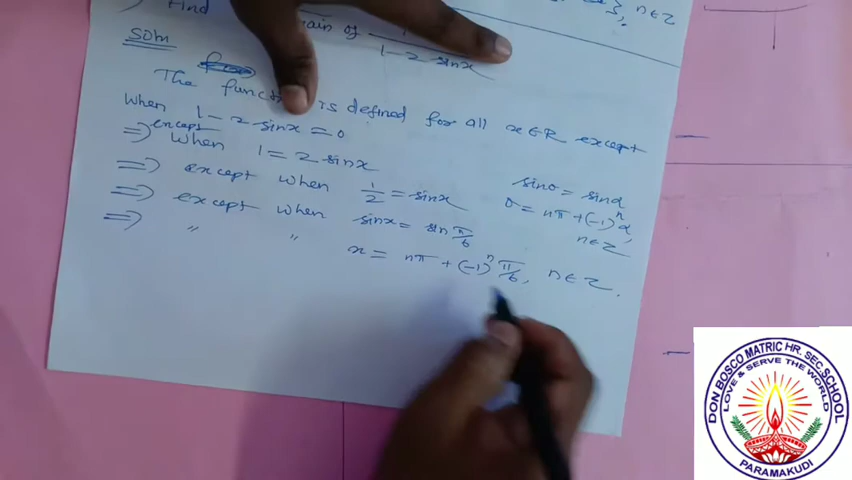 }, n∈Z
Find
main of 1/(1-2 sinx)
Soln
The function is defined for all x∈R except
when 1-2 sinx=0
⇒ except when 1=2 sinx
⇒ except when 1/2 = sinx
⇒ except when sinx= sin π/6
⇒ " " x= nπ+(-1)^n π/6, n∈Z.
sinθ= sinα
θ=nπ+(-1)^n α,
n∈Z
DON BOSCO MATRIC HR. SEC. SCHOOL
LOVE & SERVE THE WORLD
PARAMAKUDI